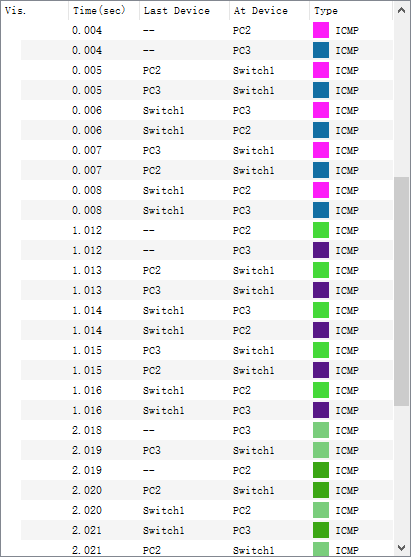 Vis. Time(sec) Last Device At Device Type
0.004 -- PC2 ICMP
0.004 -- PC3 ICMP
0.005 PC2 Switch1 ICMP
0.005 PC3 Switch1 ICMP
0.006 Switch1 PC3 ICMP
0.006 Switch1 PC2 ICMP
0.007 PC3 Switch1 ICMP
0.007 PC2 Switch1 ICMP
0.008 Switch1 PC2 ICMP
0.008 Switch1 PC3 ICMP
1.012 -- PC2 ICMP
1.012 -- PC3 ICMP
1.013 PC2 Switch1 ICMP
1.013 PC3 Switch1 ICMP
1.014 Switch1 PC3 ICMP
1.014 Switch1 PC2 ICMP
1.015 PC3 Switch1 ICMP
1.015 PC2 Switch1 ICMP
1.016 Switch1 PC2 ICMP
1.016 Switch1 PC3 ICMP
2.018 -- PC3 ICMP
2.019 PC3 Switch1 ICMP
2.019 -- PC2 ICMP
2.020 PC2 Switch1 ICMP
2.020 Switch1 PC2 ICMP
2.021 Switch1 PC3 ICMP
2.021 PC2 Switch1 ICMP